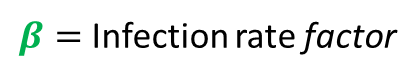 β = Infection rate factor